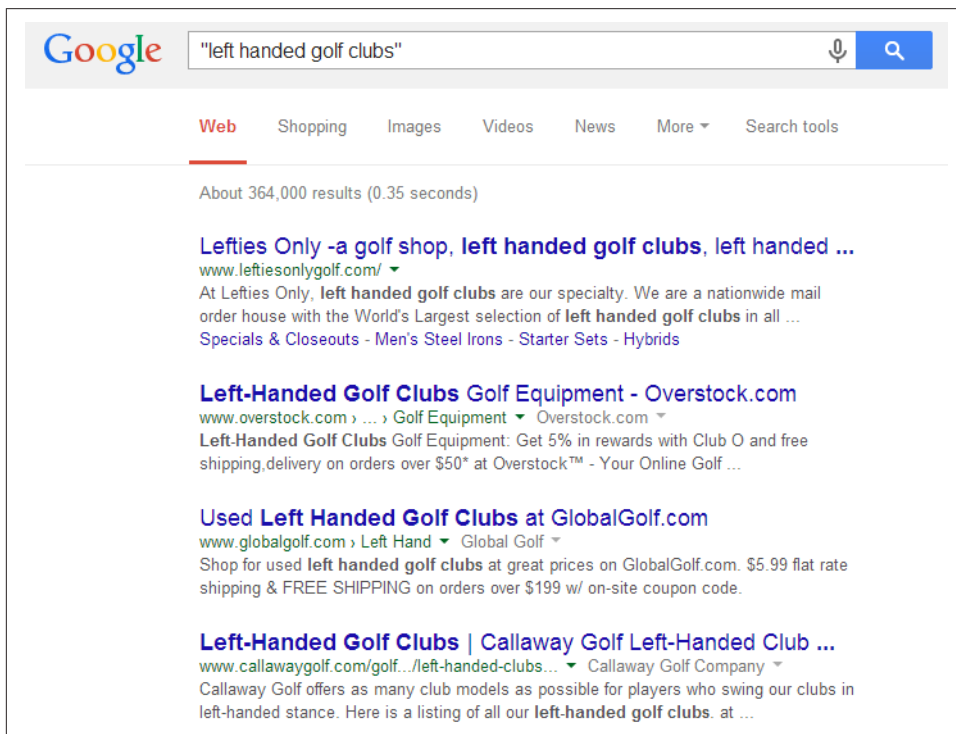 Google "left handed golf clubs"
Web Shopping Images Videos News More Search tools
About 364,000 results (0.35 seconds)
Lefties Only -a golf shop, left handed golf clubs, left handed ...
www.leftiesonlygolf.com/
At Lefties Only, left handed golf clubs are our specialty. We are a nationwide mail
order house with the World's Largest selection of left handed golf clubs in all ...
Specials & Closeouts - Men's Steel Irons - Starter Sets - Hybrids
Left-Handed Golf Clubs Golf Equipment - Overstock.com
www.overstock.com › ... › Golf Equipment Overstock.com
Left-Handed Golf Clubs Golf Equipment: Get 5% in rewards with Club O and free
shipping,delivery on orders over $50* at Overstock™ - Your Online Golf ...
Used Left Handed Golf Clubs at GlobalGolf.com
www.globalgolf.com › Left Hand Global Golf
Shop for used left handed golf clubs at great prices on GlobalGolf.com. $5.99 flat rate
shipping & FREE SHIPPING on orders over $199 w/ on-site coupon code.
Left-Handed Golf Clubs | Callaway Golf Left-Handed Club ...
www.callawaygolf.com/golf.../left-handed-clubs... Callaway Golf Company
Callaway Golf offers as many club models as possible for players who swing our clubs in
left-handed stance. Here is a listing of all our left-handed golf clubs. at ...